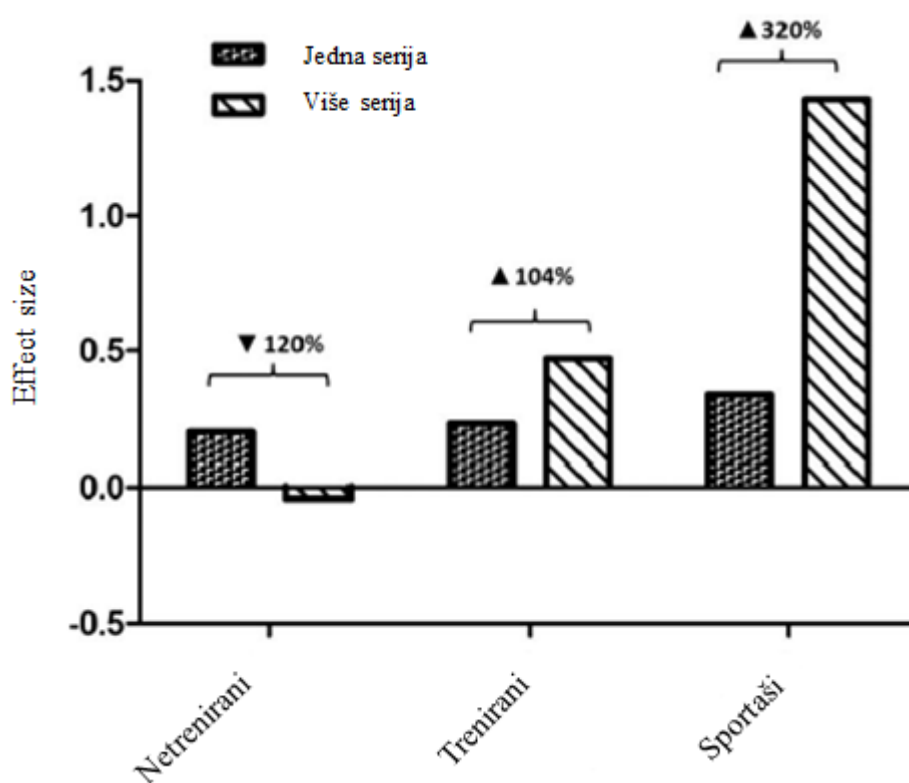 ▲ 320%
Jedna serija
Više serija
▲ 104%
▼ 120%
Effect size
1.5
1.0
0.5
0.0
-0.5
Netrenirani
Trenirani
Sportaši